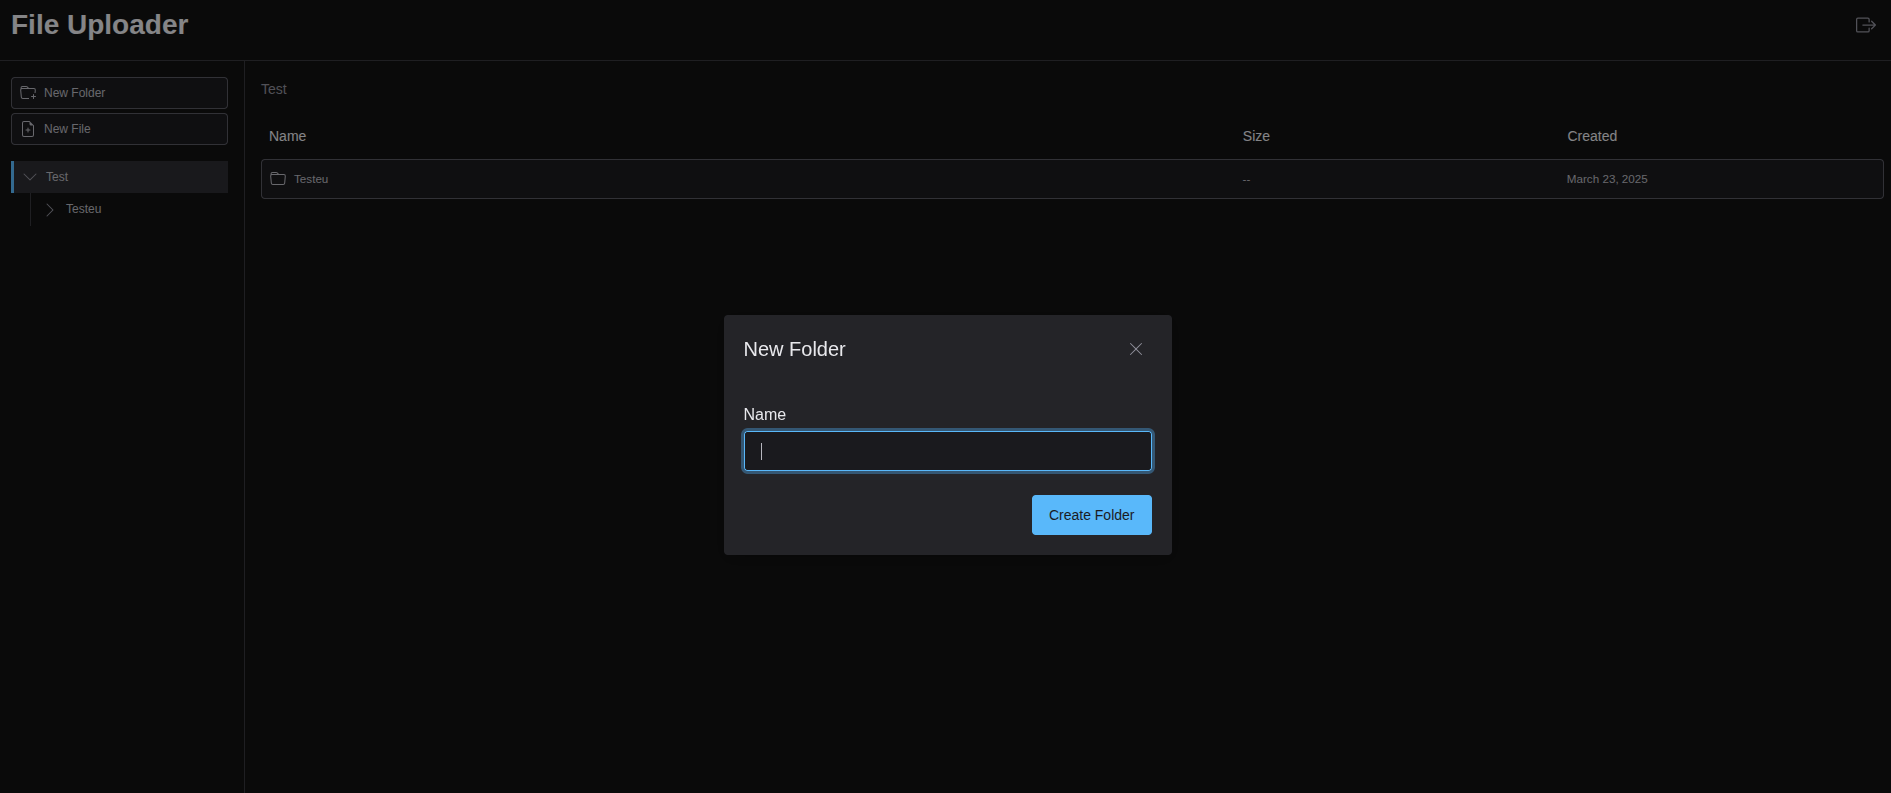 File Uploader
New Folder
New File
Test
Testeu
Test
Name Size Created
Testeu -- March 23, 2025
New Folder
Name
Create Folder